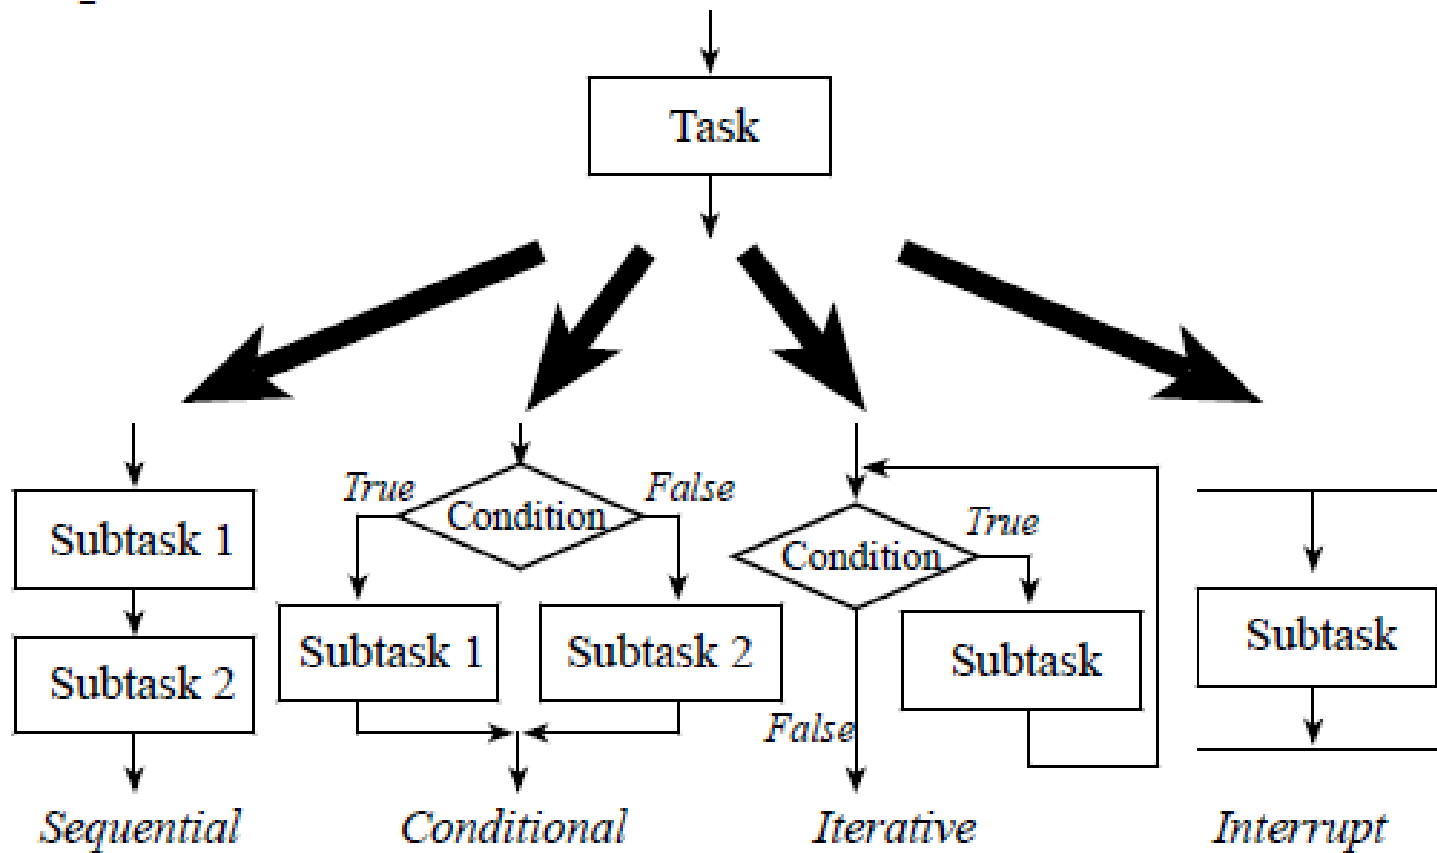 Task
True
False
Condition
Subtask 1
Subtask 2
Subtask 1
Subtask 2
Sequential
Conditional
True
Condition
Subtask
False
Iterative
Subtask
Interrupt